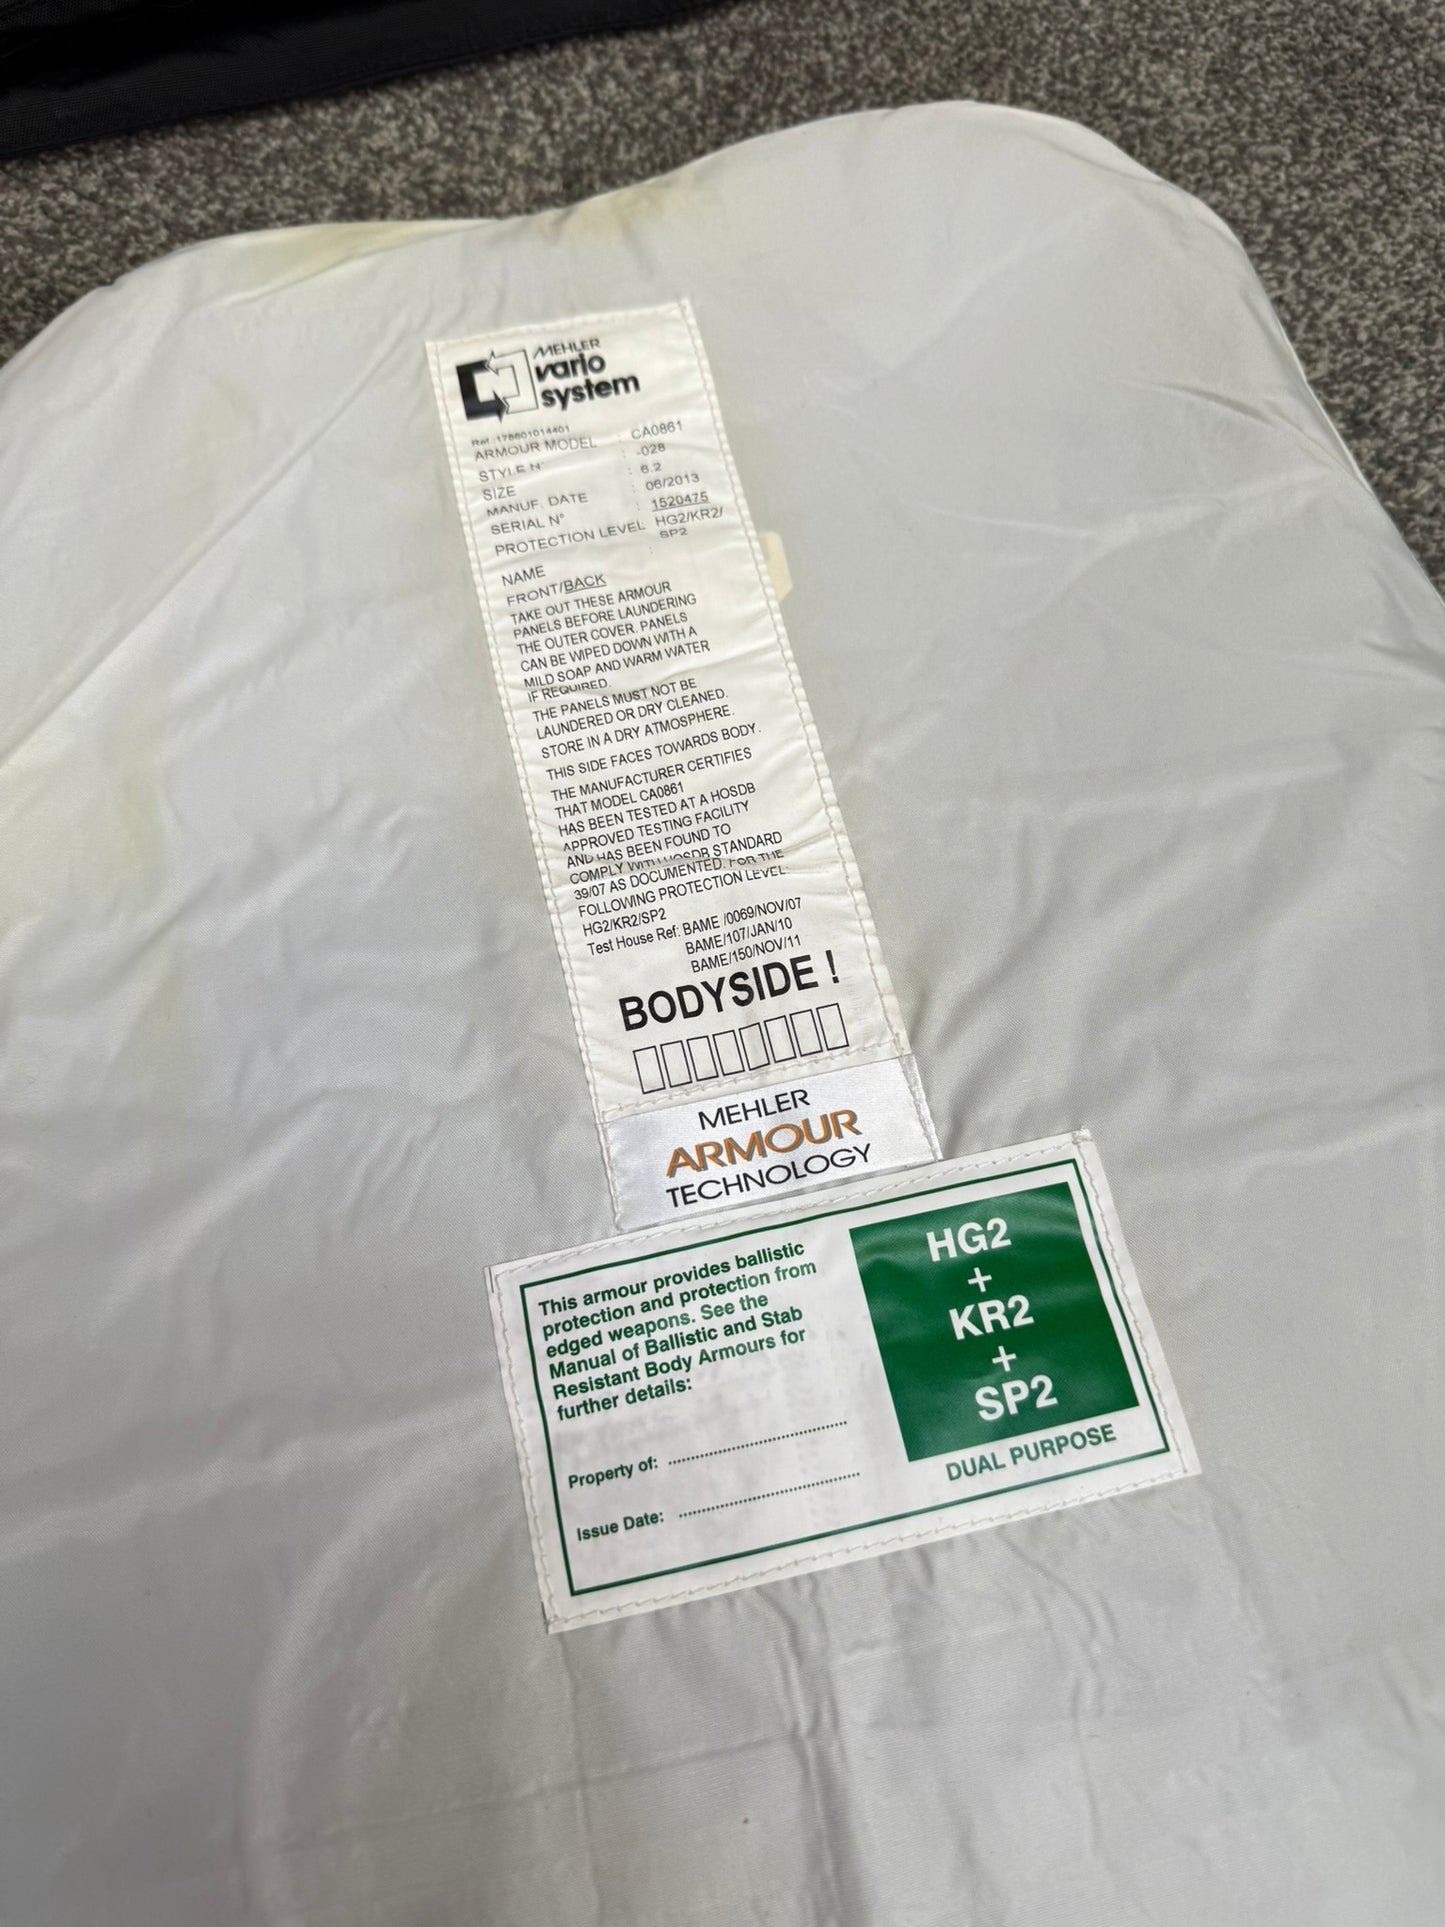 MEHLER
vario
system
Ref.:178601014401
ARMOUR MODEL : CA0861
STYLE N° : -028
SIZE : 6.2
MANUF. DATE : 06/2013
SERIAL N° : 1520475
PROTECTION LEVEL: HG2/KR2/
SP2
NAME :
FRONT/BACK
TAKE OUT THESE ARMOUR
PANELS BEFORE LAUNDERING
THE OUTER COVER. PANELS
CAN BE WIPED DOWN WITH A
MILD SOAP AND WARM WATER
IF REQUIRED.
THE PANELS MUST NOT BE
LAUNDERED OR DRY CLEANED.
STORE IN A DRY ATMOSPHERE.
THIS SIDE FACES TOWARDS BODY.
THE MANUFACTURER CERTIFIES
THAT MODEL CA0861
HAS BEEN TESTED AT A HOSDB
APPROVED TESTING FACILITY
AND HAS BEEN FOUND TO
COMPLY WITH HOSDB STANDARD
39/07 AS DOCUMENTED. FOR THE
FOLLOWING PROTECTION LEVEL:
HG2/KR2/SP2
Test House Ref: BAME /0069/NOV/07
BAME/107/JAN/10
BAME/150/NOV/11
BODYSIDE !
MEHLER
ARMOUR
TECHNOLOGY
This armour provides ballistic
protection and protection from
edged weapons. See the
Manual of Ballistic and Stab
Resistant Body Armours for
further details:
Property of: ................................
Issue Date: ................................
HG2
+
KR2
+
SP2
DUAL PURPOSE